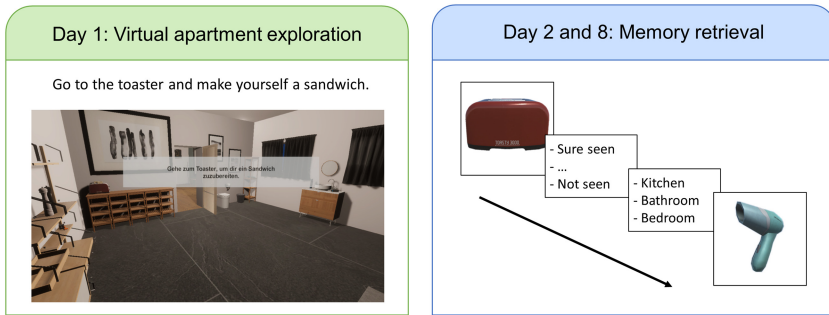 Day 1: Virtual apartment exploration
Go to the toaster and make yourself a sandwich.
Gehe zum Toaster, um dir ein Sandwich
zuzubereiten.
Day 2 and 8: Memory retrieval
- Sure seen
- ...
- Not seen
- Kitchen
- Bathroom
- Bedroom